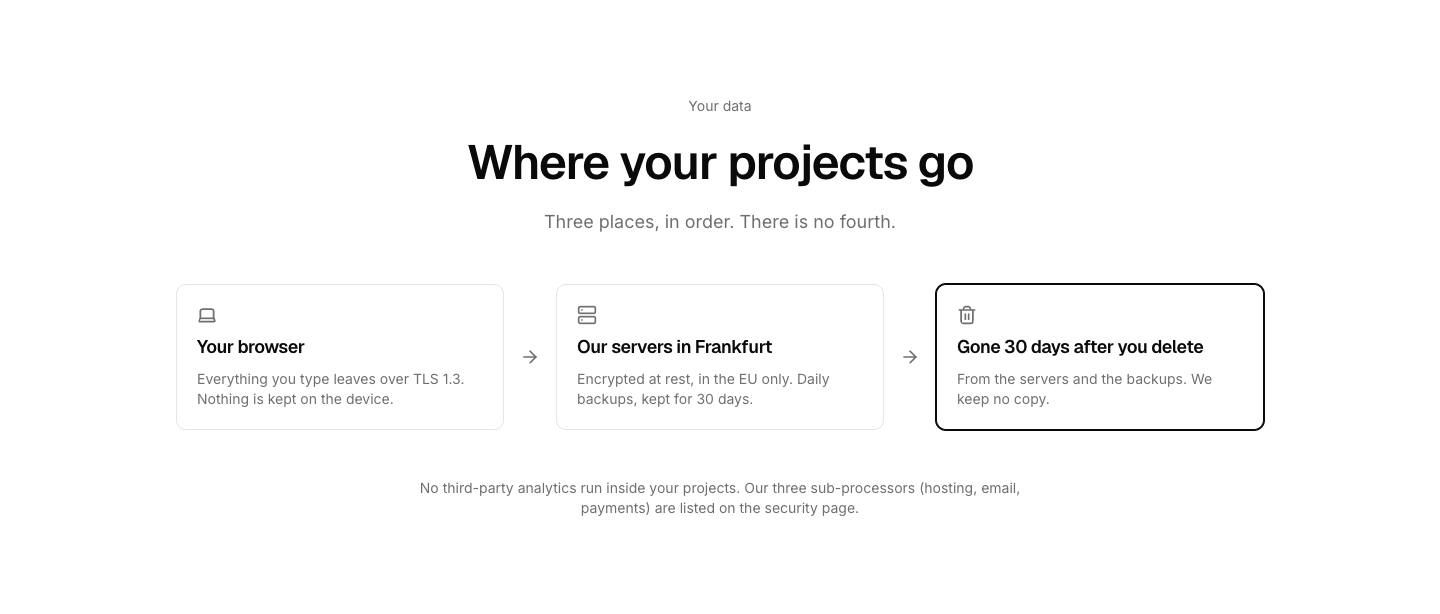 Your data
Where your projects go
Three places, in order. There is no fourth.
Your browser
Everything you type leaves over TLS 1.3.
Nothing is kept on the device.
Our servers in Frankfurt
Encrypted at rest, in the EU only. Daily
backups, kept for 30 days.
Gone 30 days after you delete
From the servers and the backups. We
keep no copy.
No third-party analytics run inside your projects. Our three sub-processors (hosting, email,
payments) are listed on the security page.